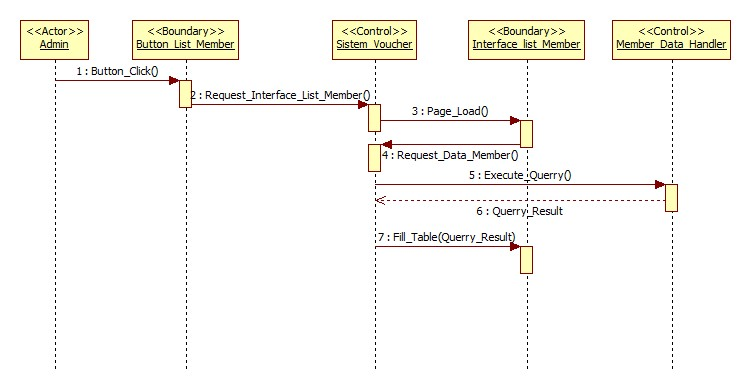 <<Actor>>
Admin
<<Boundary>>
Button_List_Member
<<Control>>
Sistem_Voucher
<<Boundary>>
Interface_list_Member
<<Control>>
Member_Data_Handler
1 : Button_Click()
2 : Request_Interface_List_Member()
3 : Page_Load()
4 : Request_Data_Member()
5 : Execute_Querry()
6 : Querry_Result
7 : Fill_Table(Querry_Result)